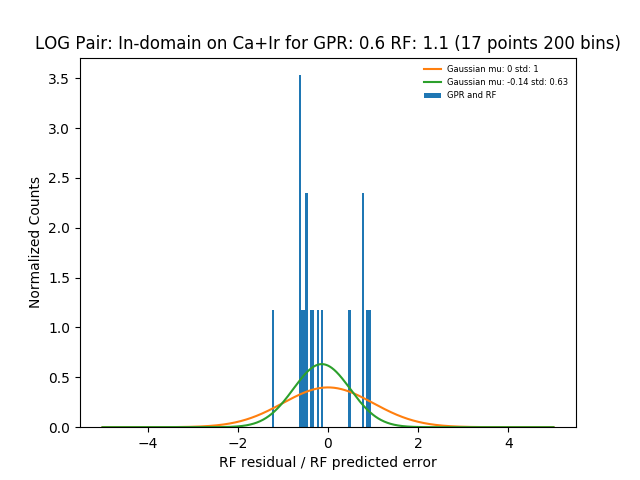 LOG Pair: In-domain on Ca+Ir for GPR: 0.6 RF: 1.1 (17 points 200 bins)
Gaussian mu: 0 std: 1
Gaussian mu: -0.14 std: 0.63
GPR and RF
Normalized Counts
3.5
3.0
2.5
2.0
1.5
1.0
0.5
0.0
−4 −2 0 2 4
RF residual / RF predicted error